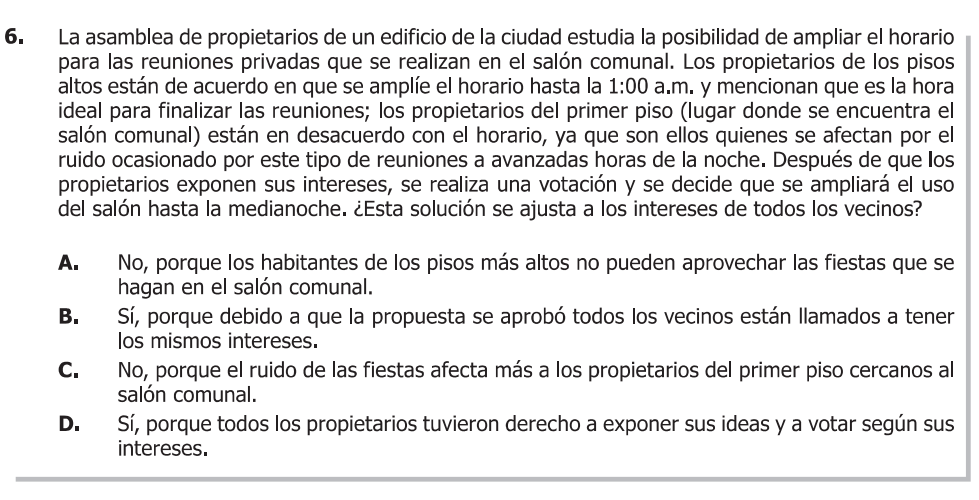 6. La asamblea de propietarios de un edificio de la ciudad estudia la posibilidad de ampliar el horario
para las reuniones privadas que se realizan en el salón comunal. Los propietarios de los pisos
altos están de acuerdo en que se amplíe el horario hasta la 1:00 a.m. y mencionan que es la hora
ideal para finalizar las reuniones; los propietarios del primer piso (lugar donde se encuentra el
salón comunal) están en desacuerdo con el horario, ya que son ellos quienes se afectan por el
ruido ocasionado por este tipo de reuniones a avanzadas horas de la noche. Después de que los
propietarios exponen sus intereses, se realiza una votación y se decide que se ampliará el uso
del salón hasta la medianoche. ¿Esta solución se ajusta a los intereses de todos los vecinos?
A. No, porque los habitantes de los pisos más altos no pueden aprovechar las fiestas que se
hagan en el salón comunal.
B. Sí, porque debido a que la propuesta se aprobó todos los vecinos están llamados a tener
los mismos intereses.
C. No, porque el ruido de las fiestas afecta más a los propietarios del primer piso cercanos al
salón comunal.
D. Sí, porque todos los propietarios tuvieron derecho a exponer sus ideas y a votar según sus
intereses.